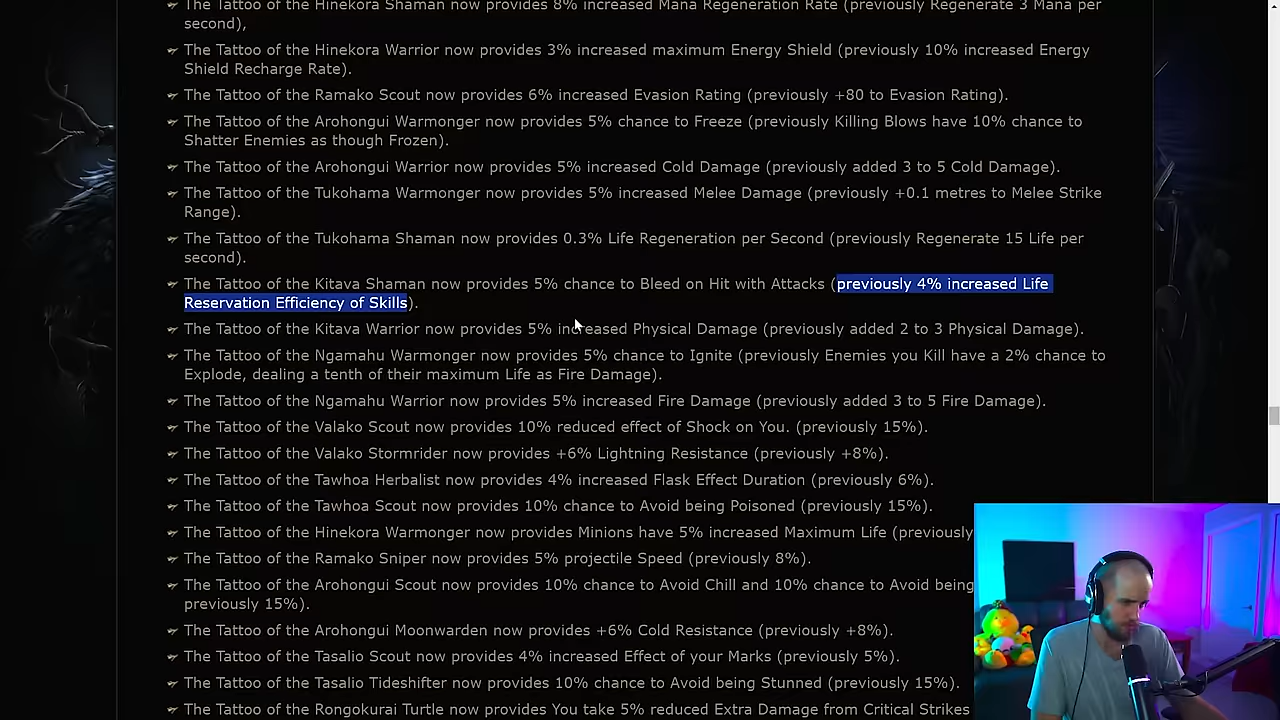 The Tattoo of the Hinekora Shaman now provides 8% increased Mana Regeneration Rate (previously Regenerate 3 Mana per
second),
The Tattoo of the Hinekora Warrior now provides 3% increased maximum Energy Shield (previously 10% increased Energy
Shield Recharge Rate).
The Tattoo of the Ramako Scout now provides 6% increased Evasion Rating (previously +80 to Evasion Rating).
The Tattoo of the Arohongui Warmonger now provides 5% chance to Freeze (previously Killing Blows have 10% chance to
Shatter Enemies as though Frozen).
The Tattoo of the Arohongui Warrior now provides 5% increased Cold Damage (previously added 3 to 5 Cold Damage).
The Tattoo of the Tukohama Warmonger now provides 5% increased Melee Damage (previously +0.1 metres to Melee Strike
Range).
The Tattoo of the Tukohama Shaman now provides 0.3% Life Regeneration per Second (previously Regenerate 15 Life per
second).
The Tattoo of the Kitava Shaman now provides 5% chance to Bleed on Hit with Attacks (previously 4% increased Life
Reservation Efficiency of Skills).
The Tattoo of the Kitava Warrior now provides 5% increased Physical Damage (previously added 2 to 3 Physical Damage).
The Tattoo of the Ngamahu Warmonger now provides 5% chance to Ignite (previously Enemies you Kill have a 2% chance to
Explode, dealing a tenth of their maximum Life as Fire Damage).
The Tattoo of the Ngamahu Warrior now provides 5% increased Fire Damage (previously added 3 to 5 Fire Damage).
The Tattoo of the Valako Scout now provides 10% reduced effect of Shock on You. (previously 15%).
The Tattoo of the Valako Stormrider now provides +6% Lightning Resistance (previously +8%).
The Tattoo of the Tawhoa Herbalist now provides 4% increased Flask Effect Duration (previously 6%).
The Tattoo of the Tawhoa Scout now provides 10% chance to Avoid being Poisoned (previously 15%).
The Tattoo of the Hinekora Warmonger now provides Minions have 5% increased Maximum Life (previously
The Tattoo of the Ramako Sniper now provides 5% projectile Speed (previously 8%).
The Tattoo of the Arohongui Scout now provides 10% chance to Avoid Chill and 10% chance to Avoid being
previously 15%).
The Tattoo of the Arohongui Moonwarden now provides +6% Cold Resistance (previously +8%).
The Tattoo of the Tasalio Scout now provides 4% increased Effect of your Marks (previously 5%).
The Tattoo of the Tasalio Tideshifter now provides 10% chance to Avoid being Stunned (previously 15%).
The Tattoo of the Rongokurai Turtle now provides You take 5% reduced Extra Damage from Critical Strikes